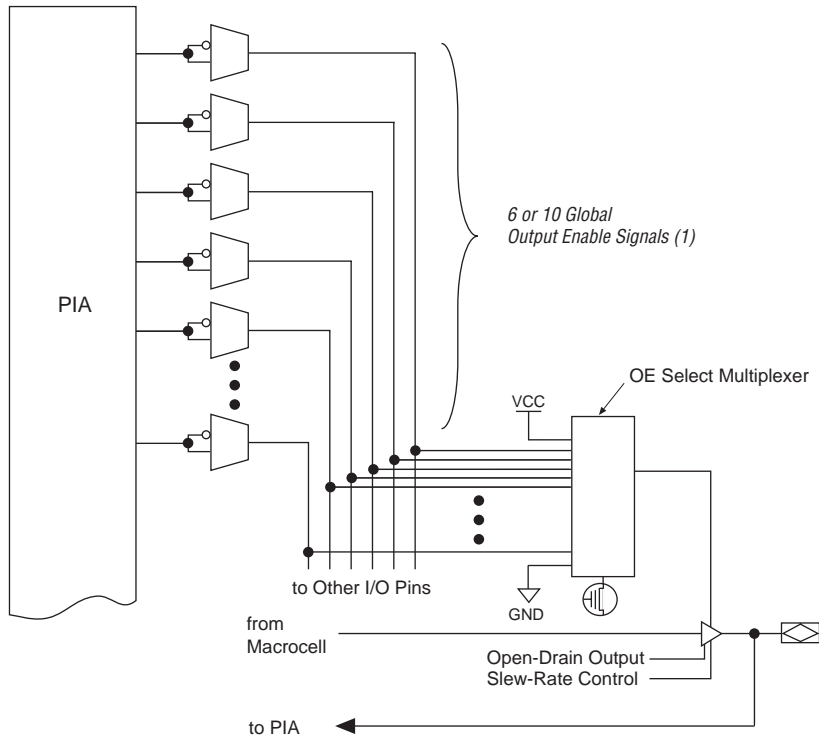 PIA
6 or 10 Global
Output Enable Signals (1)
OE Select Multiplexer
VCC
to Other I/O Pins
GND
from
Macrocell
Open-Drain Output
Slew-Rate Control
to PIA